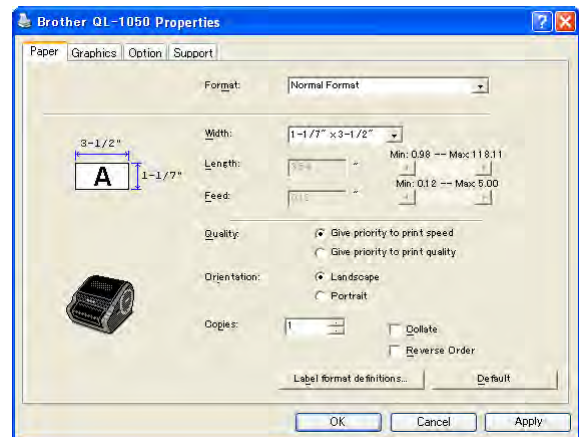 Brother QL-1050 Properties
Paper Graphics Option Support
Format: Normal Format
Width: 1-1/7" x 3-1/2"
3-1/2"
A 1-1/7"
Length: " Min: 0.98 -- Max: 118.11
Feed: " Min: 0.12 -- Max: 5.00
Quality: Give priority to print speed
Give priority to print quality
Orientation: Landscape
Portrait
Copies: 1 Collate
Reverse Order
Label format definitions... Default
OK Cancel Apply